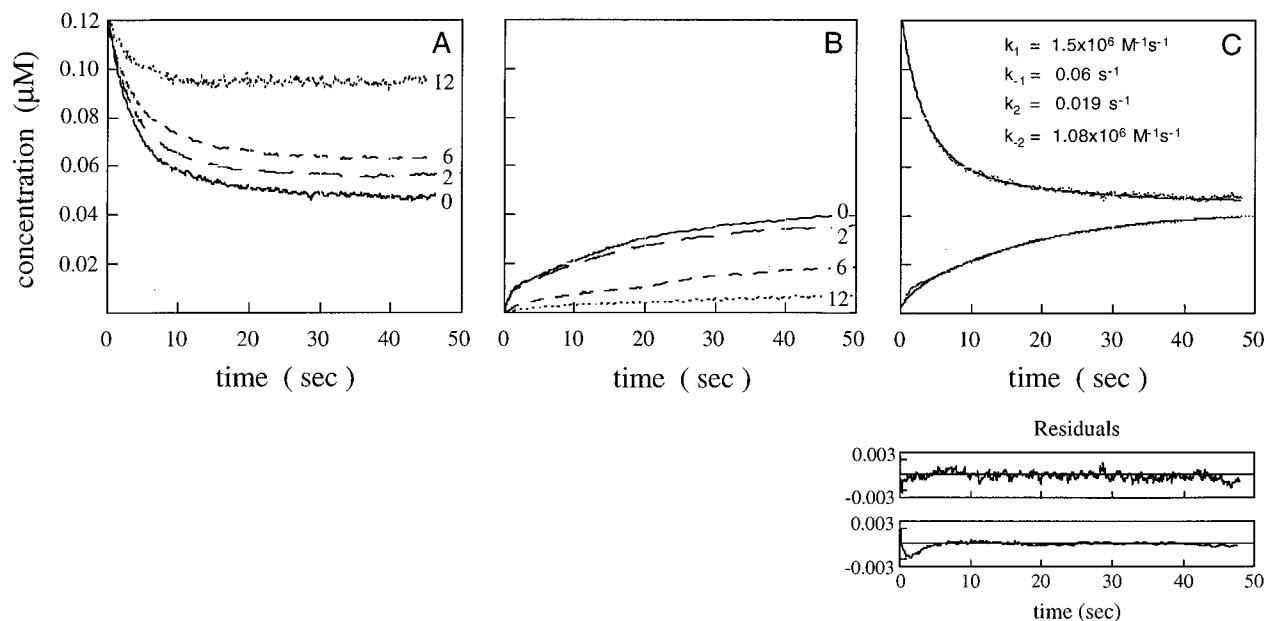 0.12
0.10
0.08
0.06
0.04
0.02
concentration (μM)
A
12
6
2
0
0 10 20 30 40 50
time ( sec )
B
0
2
6
12
0 10 20 30 40 50
time ( sec )
C
k₁ = 1.5x10⁶ M⁻¹s⁻¹
k₋₁ = 0.06 s⁻¹
k₂ = 0.019 s⁻¹
k₋₂ = 1.08x10⁶ M⁻¹s⁻¹
0 10 20 30 40 50
time ( sec )
Residuals
0.003
-0.003
0.003
-0.003
0 10 20 30 40 50
time (sec)